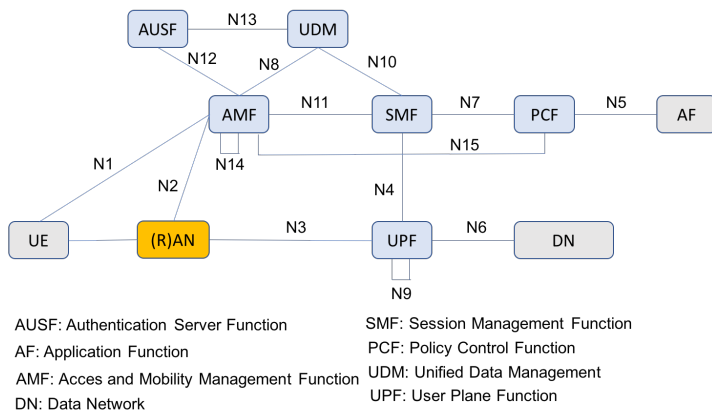 N13
AUSF
UDM
N12
N8
N10
AMF
N11
SMF
N7
PCF
N5
AF
N14
N15
N1
N2
N4
UE
(R)AN
N3
UPF
N6
DN
N9
AUSF: Authentication Server Function
AF: Application Function
AMF: Acces and Mobility Management Function
DN: Data Network
SMF: Session Management Function
PCF: Policy Control Function
UDM: Unified Data Management
UPF: User Plane Function